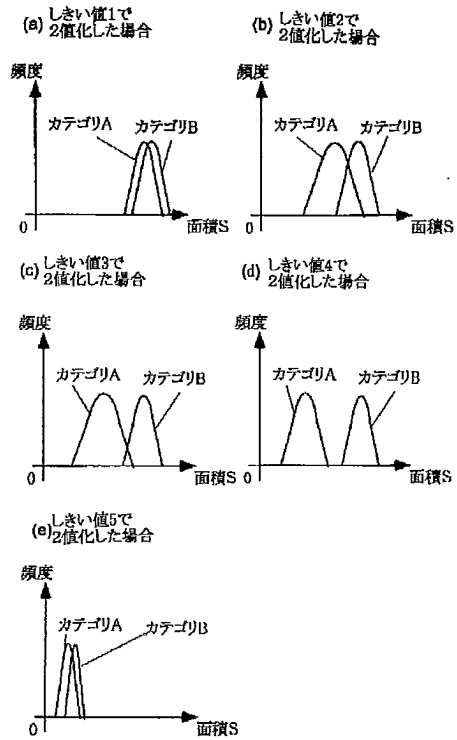 (a) しきい値1で
2値化した場合
頻度
カテゴリA カテゴリB
0 面積S
(b) しきい値2で
2値化した場合
頻度
カテゴリA カテゴリB
0 面積S
(c) しきい値3で
2値化した場合
頻度
カテゴリA カテゴリB
0 面積S
(d) しきい値4で
2値化した場合
頻度
カテゴリA カテゴリB
0 面積S
(e) しきい値5で
2値化した場合
頻度
カテゴリA カテゴリB
0 面積S